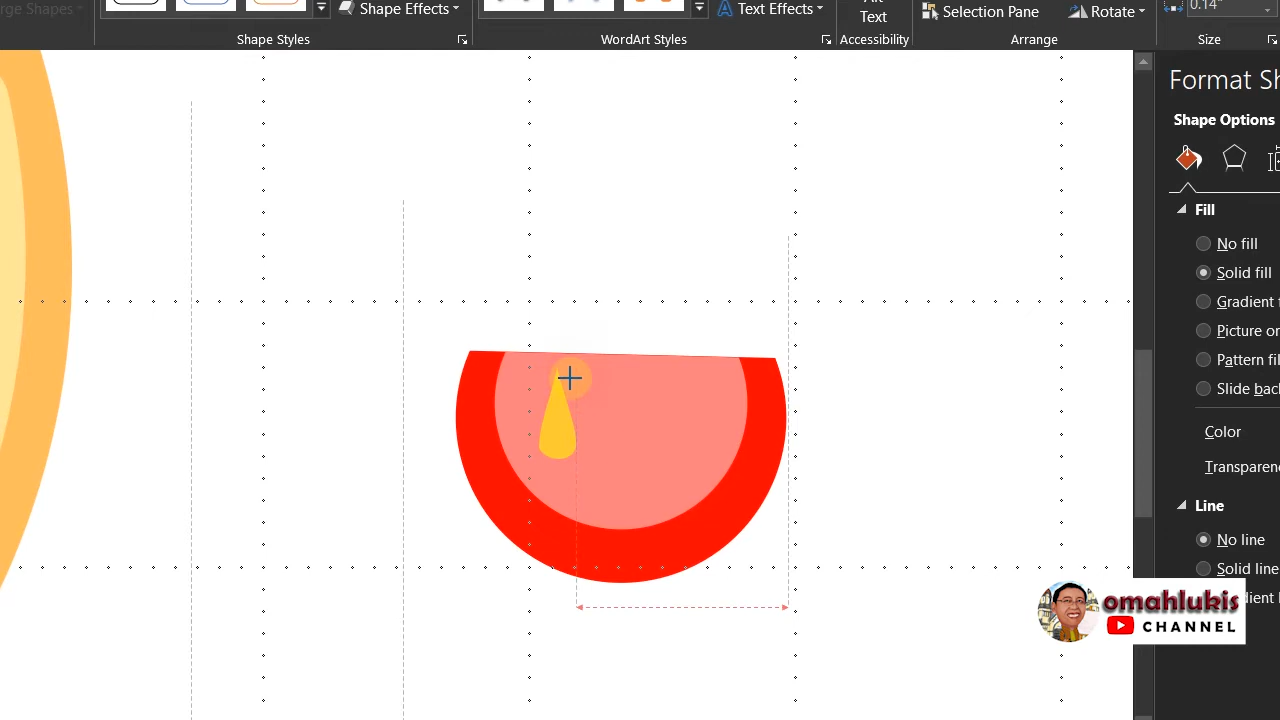 Shape Effects
Text Effects
Text
Selection Pane
Rotate
0.14"
Shape Styles
WordArt Styles
Accessibility
Arrange
Size
Format Sh
Shape Options
Fill
No fill
Solid fill
Gradient f
Picture or
Pattern fil
Slide back
Color
Transparen
Line
No line
Solid line
omahlukis
CHANNEL